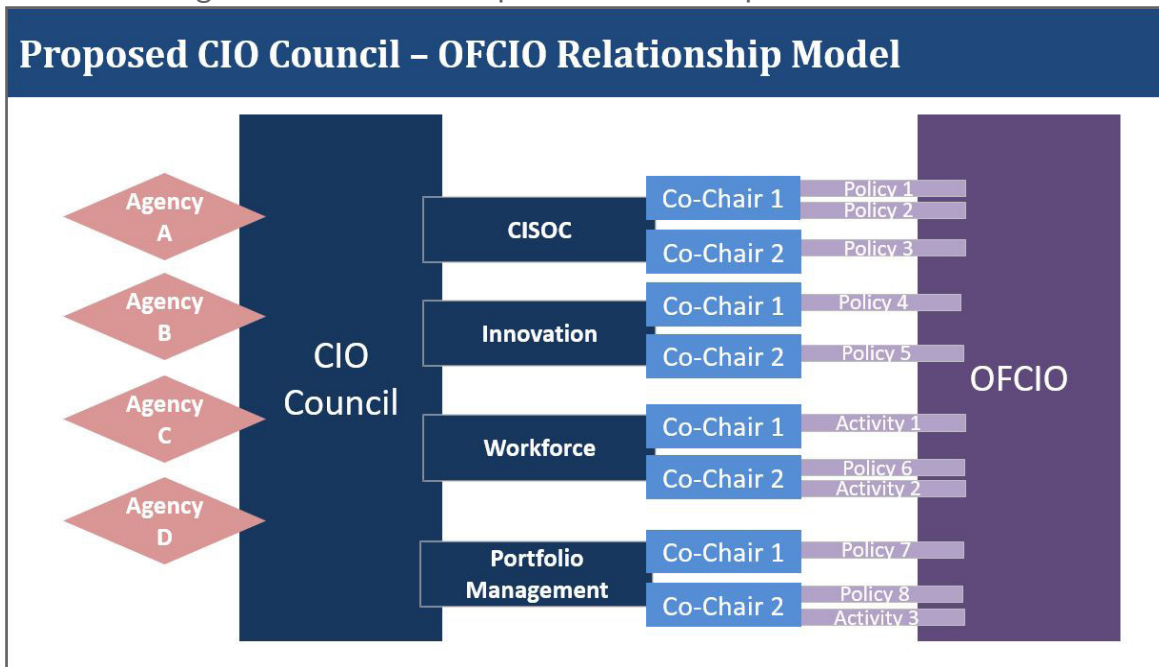 Proposed CIO Council – OFCIO Relationship Model
Agency
A
Agency
B
Agency
C
Agency
D
CIO
Council
CISOC
Co-Chair 1
Policy 1
Policy 2
Co-Chair 2
Policy 3
Innovation
Co-Chair 1
Policy 4
Co-Chair 2
Policy 5
Workforce
Co-Chair 1
Activity 1
Co-Chair 2
Policy 6
Activity 2
Portfolio
Management
Co-Chair 1
Policy 7
Co-Chair 2
Policy 8
Activity 3
OFCIO